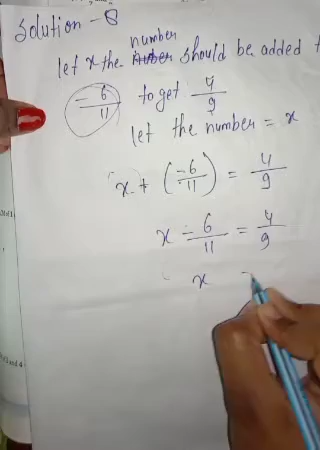 Solution - 8
let x the number should be added
-6/11 to get 4/9
let the number = x
x + (-6/11) = 4/9
x - 6/11 = 4/9
x